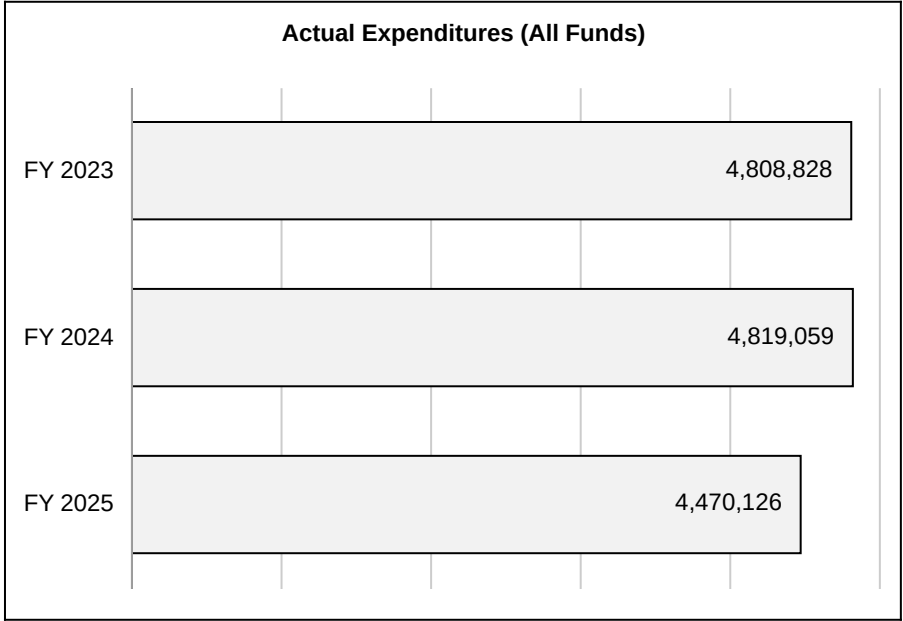 Actual Expenditures (All Funds)
FY 2023
4,808,828
FY 2024
4,819,059
FY 2025
4,470,126